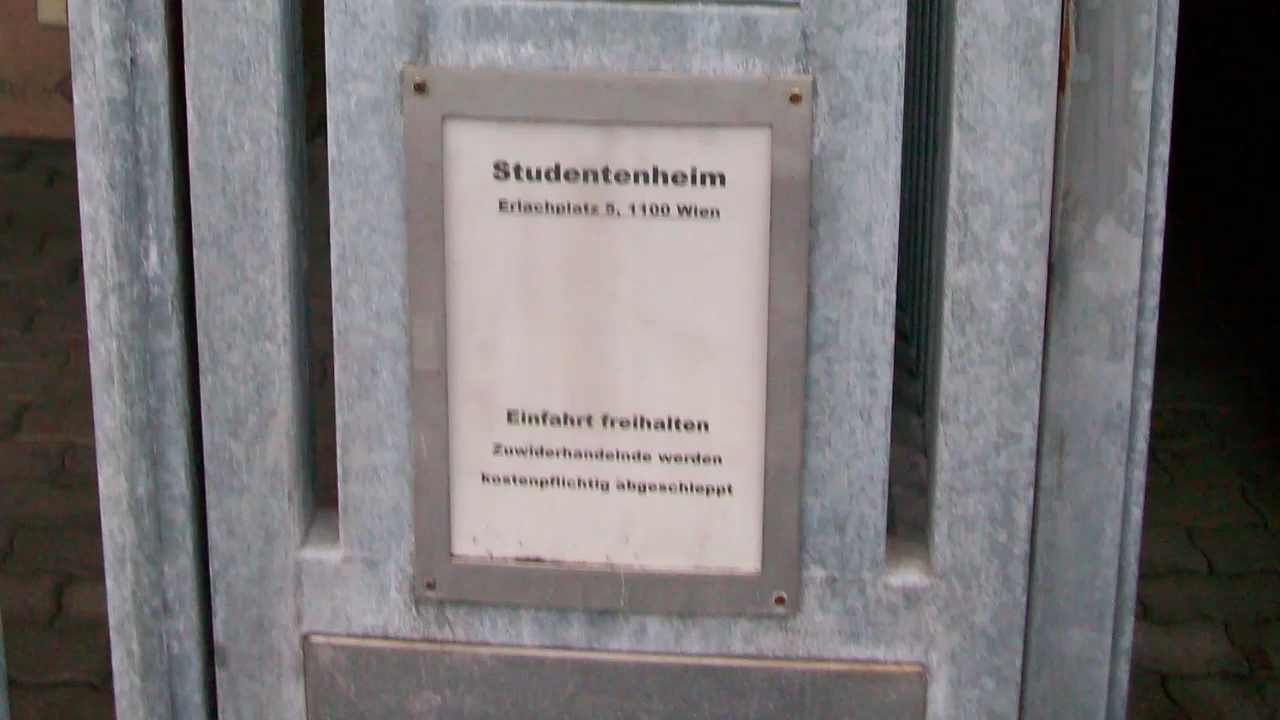 Studentenheim
Erlachplatz 5, 1100 Wien
Einfahrt freihalten
Zuwiderhandelnde werden
kostenpflichtig abgeschleppt